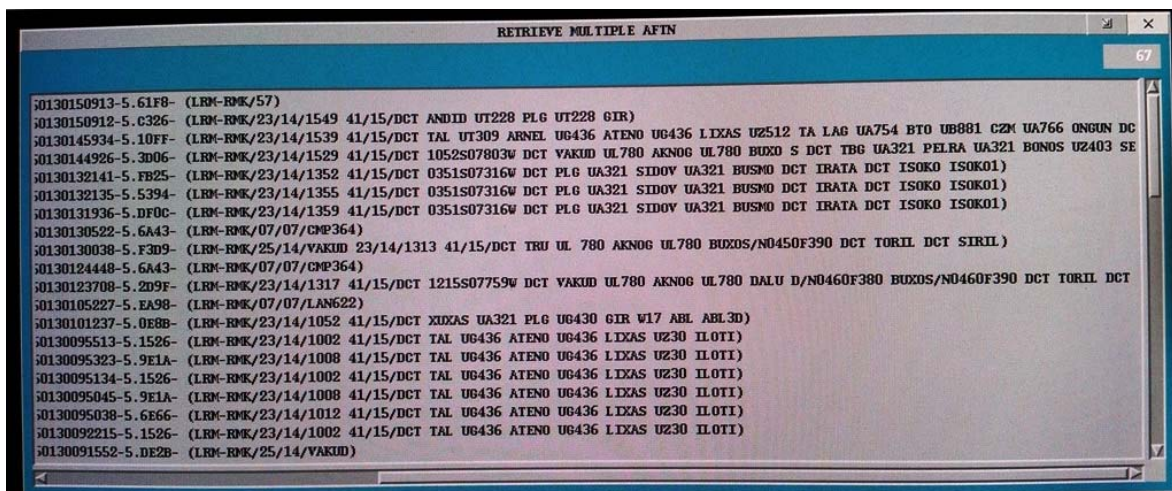 RETRIEVE MULTIPLE AFTN
67
50130150913-5.61F8- (LRM-RMK/57)
50130150912-5.C326- (LRM-RMK/23/14/1549 41/15/DCT ANDID UT228 PLG UT228 GIR)
50130145934-5.10FF- (LRM-RMK/23/14/1539 41/15/DCT TAL UT309 ARNEL UG436 ATENO UG436 LIXAS UZ512 TA LAG UA754 BTO UB881 CZM UA766 ONGUN DC
50130144926-5.3D06- (LRM-RMK/23/14/1529 41/15/DCT 1052S07803W DCT VAKUD UL780 AKNOG UL780 BUXO S DCT TBG UA321 PELRA UA321 BONOS UZ403 SE
50130132141-5.FB25- (LRM-RMK/23/14/1352 41/15/DCT 0351S07316W DCT PLG UA321 SIDOV UA321 BUSMO DCT IRATA DCT ISOKO ISOKO1)
50130132135-5.5394- (LRM-RMK/23/14/1355 41/15/DCT 0351S07316W DCT PLG UA321 SIDOV UA321 BUSMO DCT IRATA DCT ISOKO ISOKO1)
50130131936-5.DF0C- (LRM-RMK/23/14/1359 41/15/DCT 0351S07316W DCT PLG UA321 SIDOV UA321 BUSMO DCT IRATA DCT ISOKO ISOKO1)
50130130522-5.6A43- (LRM-RMK/07/07/CMP364)
50130130038-5.F3D9- (LRM-RMK/25/14/VAKUD 23/14/1313 41/15/DCT TRU UL 780 AKNOG UL780 BUXOS/N0450F390 DCT TORIL DCT SIRIL)
50130124448-5.6A43- (LRM-RMK/07/07/CMP364)
50130123708-5.2D9F- (LRM-RMK/23/14/1317 41/15/DCT 1215S07759W DCT VAKUD UL780 AKNOG UL780 DALU D/N0460F380 BUXOS/N0460F390 DCT TORIL DCT
50130105227-5.EA98- (LRM-RMK/07/07/LAN622)
50130101237-5.0E8B- (LRM-RMK/23/14/1052 41/15/DCT XUXAS UA321 PLG UG430 GIR W17 ABL ABL3D)
50130095513-5.1526- (LRM-RMK/23/14/1002 41/15/DCT TAL UG436 ATENO UG436 LIXAS UZ30 ILOTI)
50130095323-5.9E1A- (LRM-RMK/23/14/1008 41/15/DCT TAL UG436 ATENO UG436 LIXAS UZ30 ILOTI)
50130095134-5.1526- (LRM-RMK/23/14/1002 41/15/DCT TAL UG436 ATENO UG436 LIXAS UZ30 ILOTI)
50130095045-5.9E1A- (LRM-RMK/23/14/1008 41/15/DCT TAL UG436 ATENO UG436 LIXAS UZ30 ILOTI)
50130095038-5.6E66- (LRM-RMK/23/14/1012 41/15/DCT TAL UG436 ATENO UG436 LIXAS UZ30 ILOTI)
50130092215-5.1526- (LRM-RMK/23/14/1002 41/15/DCT TAL UG436 ATENO UG436 LIXAS UZ30 ILOTI)
50130091552-5.DE2B- (LRM-RMK/25/14/VAKUD)